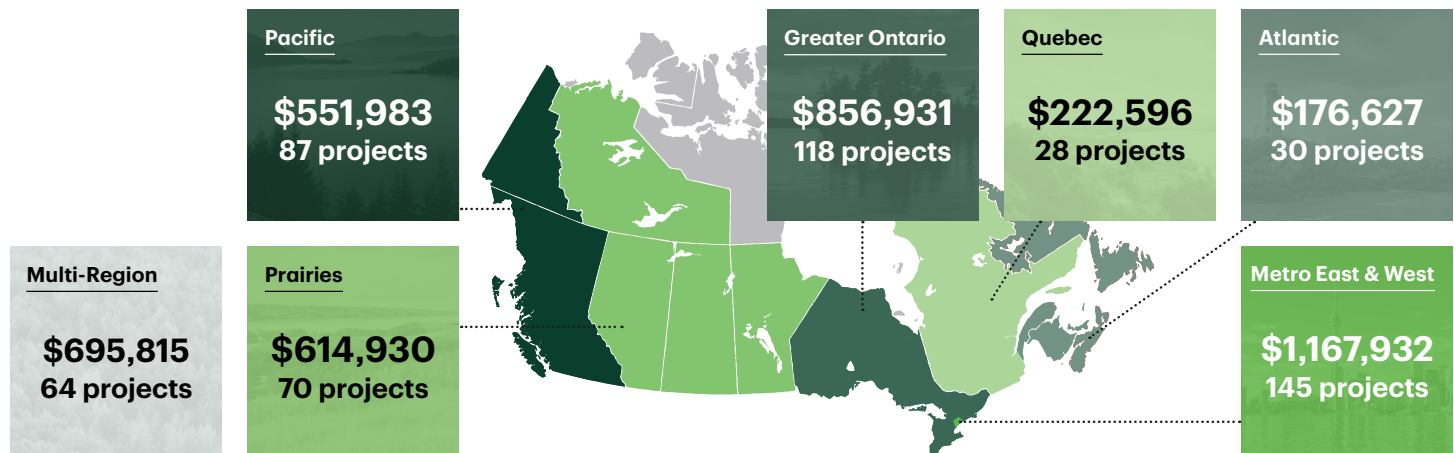 Pacific
$551,983
87 projects
Greater Ontario
$856,931
118 projects
Quebec
$222,596
28 projects
Atlantic
$176,627
30 projects
Multi-Region
$695,815
64 projects
Prairies
$614,930
70 projects
Metro East & West
$1,167,932
145 projects